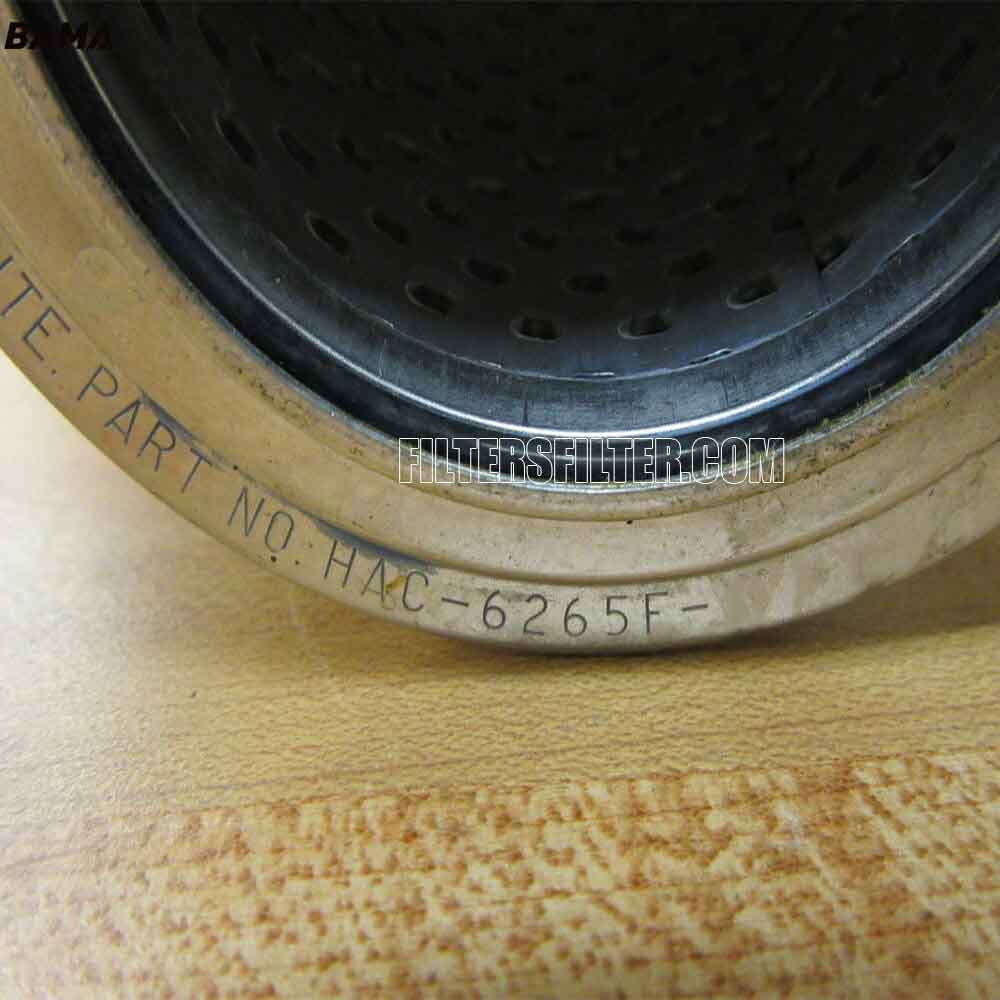 BAMA
ITE. PART NO. HAC-6265F-
FILTERSFILTER.COM